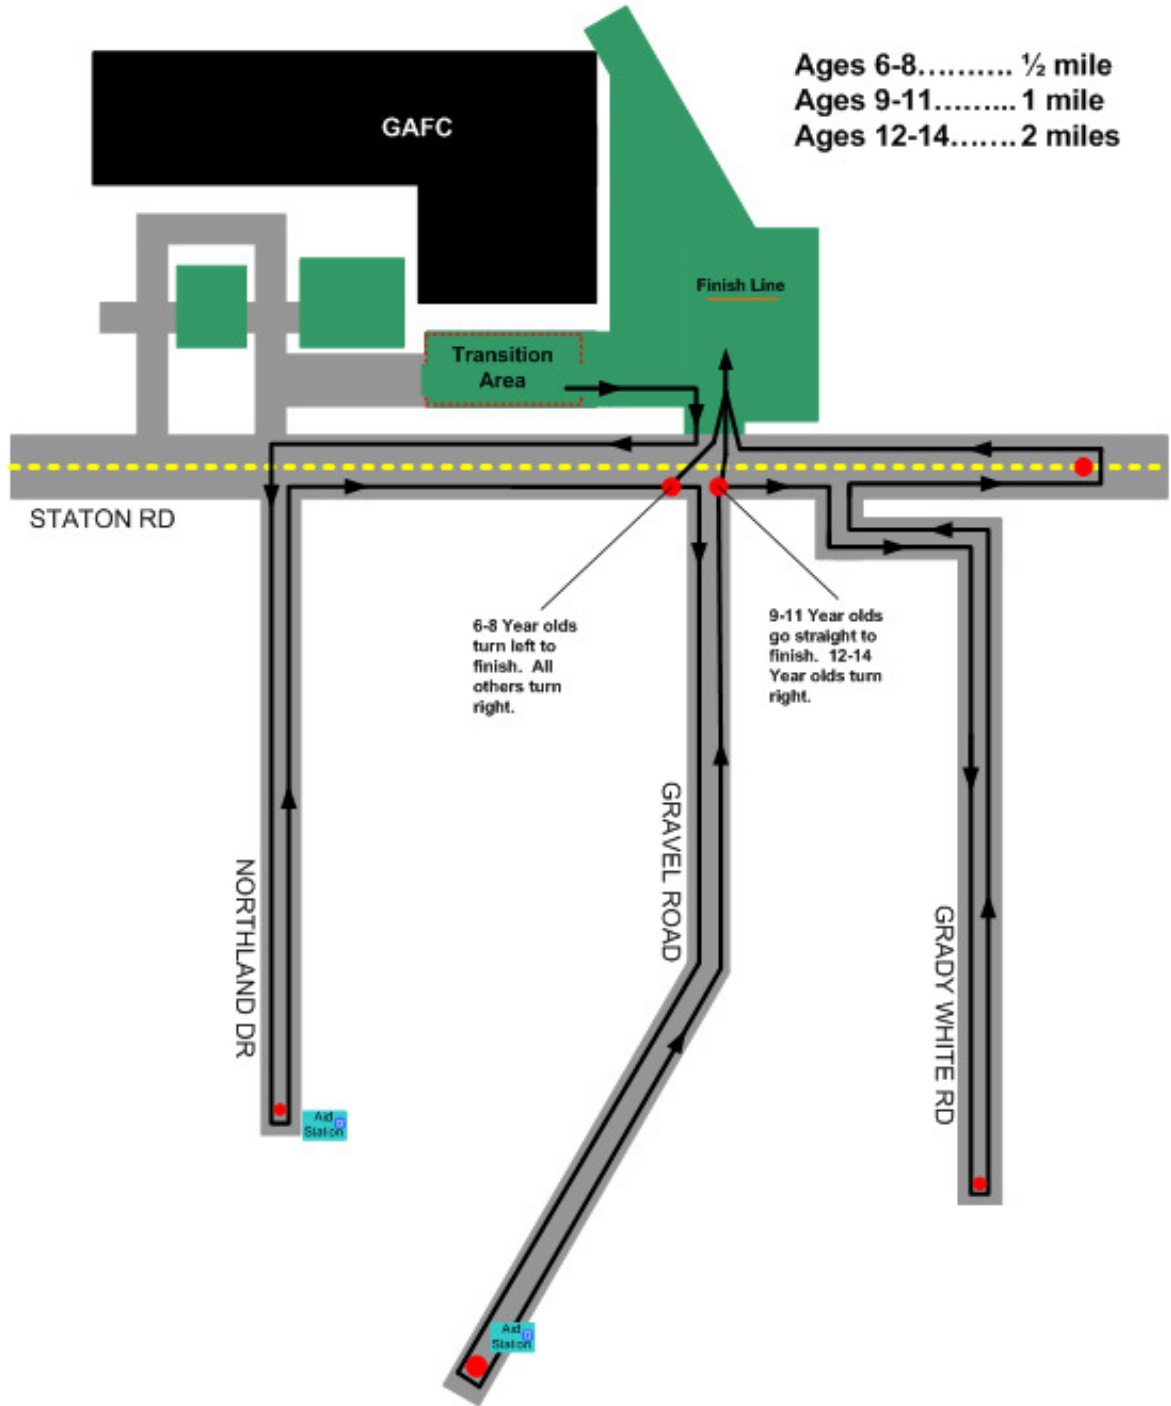 Ages 6-8.......... ½ mile
Ages 9-11........ 1 mile
Ages 12-14....... 2 miles
GAFC
Finish Line
Transition
Area
STATON RD
6-8 Year olds
turn left to
finish. All
others turn
right.
9-11 Year olds
go straight to
finish. 12-14
Year olds turn
right.
NORTHLAND DR
GRAVEL ROAD
GRADY WHITE RD
Aid
Station
Aid
Station